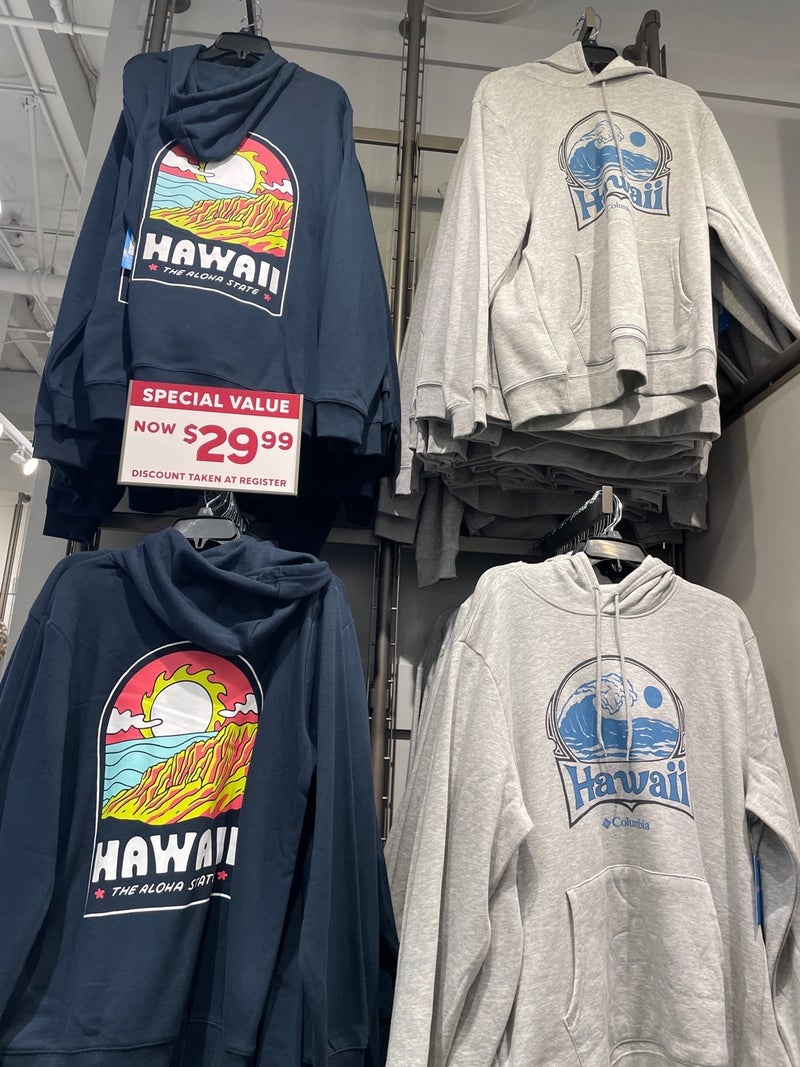 HAWAII
THE ALOHA STATE
Hawaii
Columbia
SPECIAL VALUE
NOW $29.99
DISCOUNT TAKEN AT REGISTER
HAWAII
THE ALOHA STATE
Hawaii
Columbia